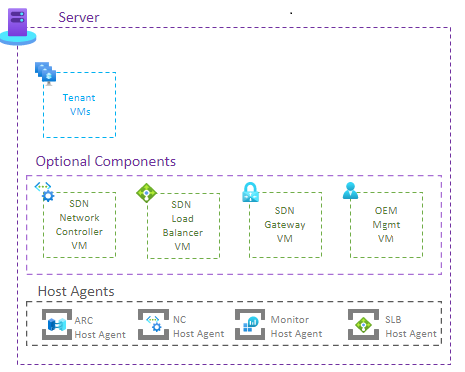 Server
Tenant
VMs
Optional Components
SDN
Network
Controller
VM
SDN
Load
Balancer
VM
SDN
Gateway
VM
OEM
Mgmt
VM
Host Agents
ARC
Host Agent
NC
Host Agent
Monitor
Host Agent
SLB
Host Agent